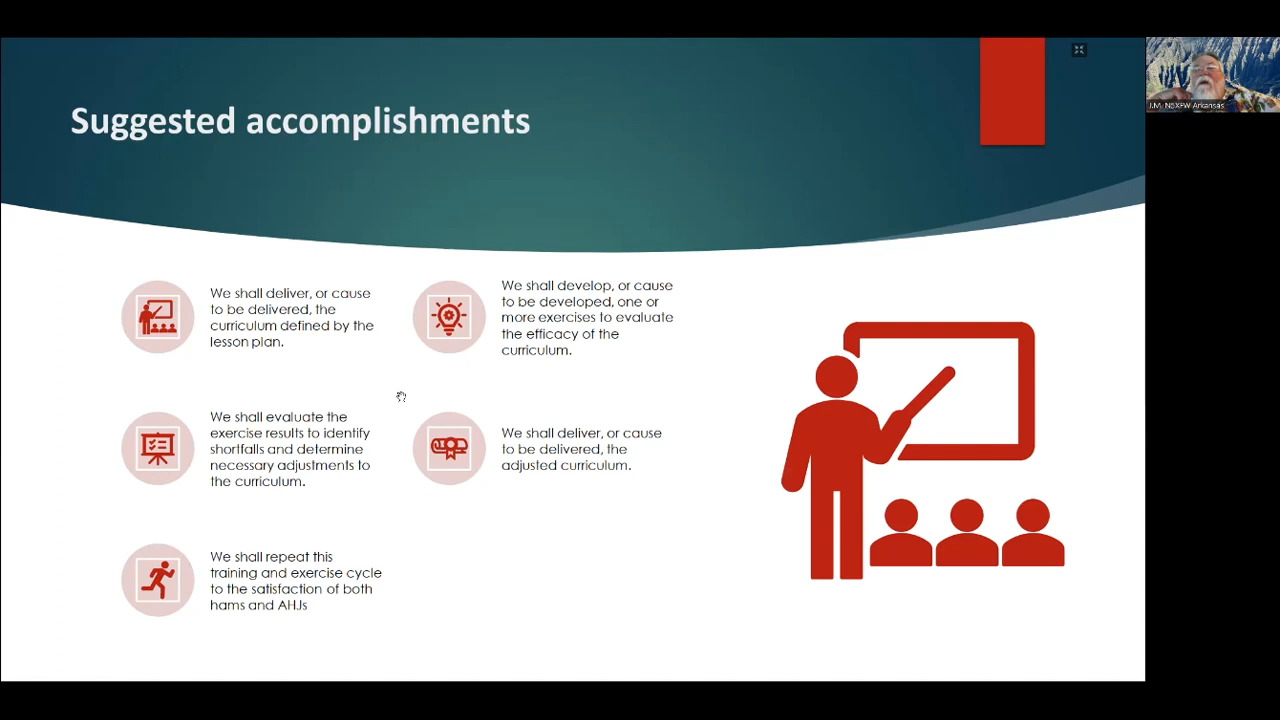 Suggested accomplishments
J.M. N5XFW Arkansas
We shall deliver, or cause
to be delivered, the
curriculum defined by the
lesson plan.
We shall develop, or cause
to be developed, one or
more exercises to evaluate
the efficacy of the
curriculum.
We shall evaluate the
exercise results to identify
shortfalls and determine
necessary adjustments to
the curriculum.
We shall deliver, or cause
to be delivered, the
adjusted curriculum.
We shall repeat this
training and exercise cycle
to the satisfaction of both
hams and AHJs